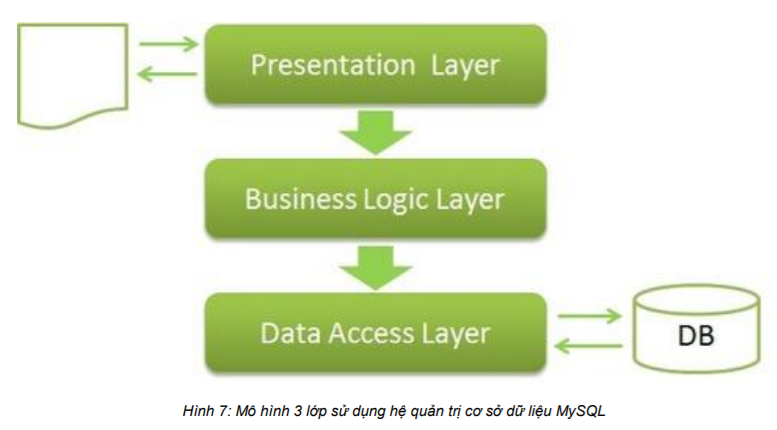 Presentation Layer
Business Logic Layer
Data Access Layer
DB
Hình 7: Mô hình 3 lớp sử dụng hệ quản trị cơ sở dữ liệu MySQL